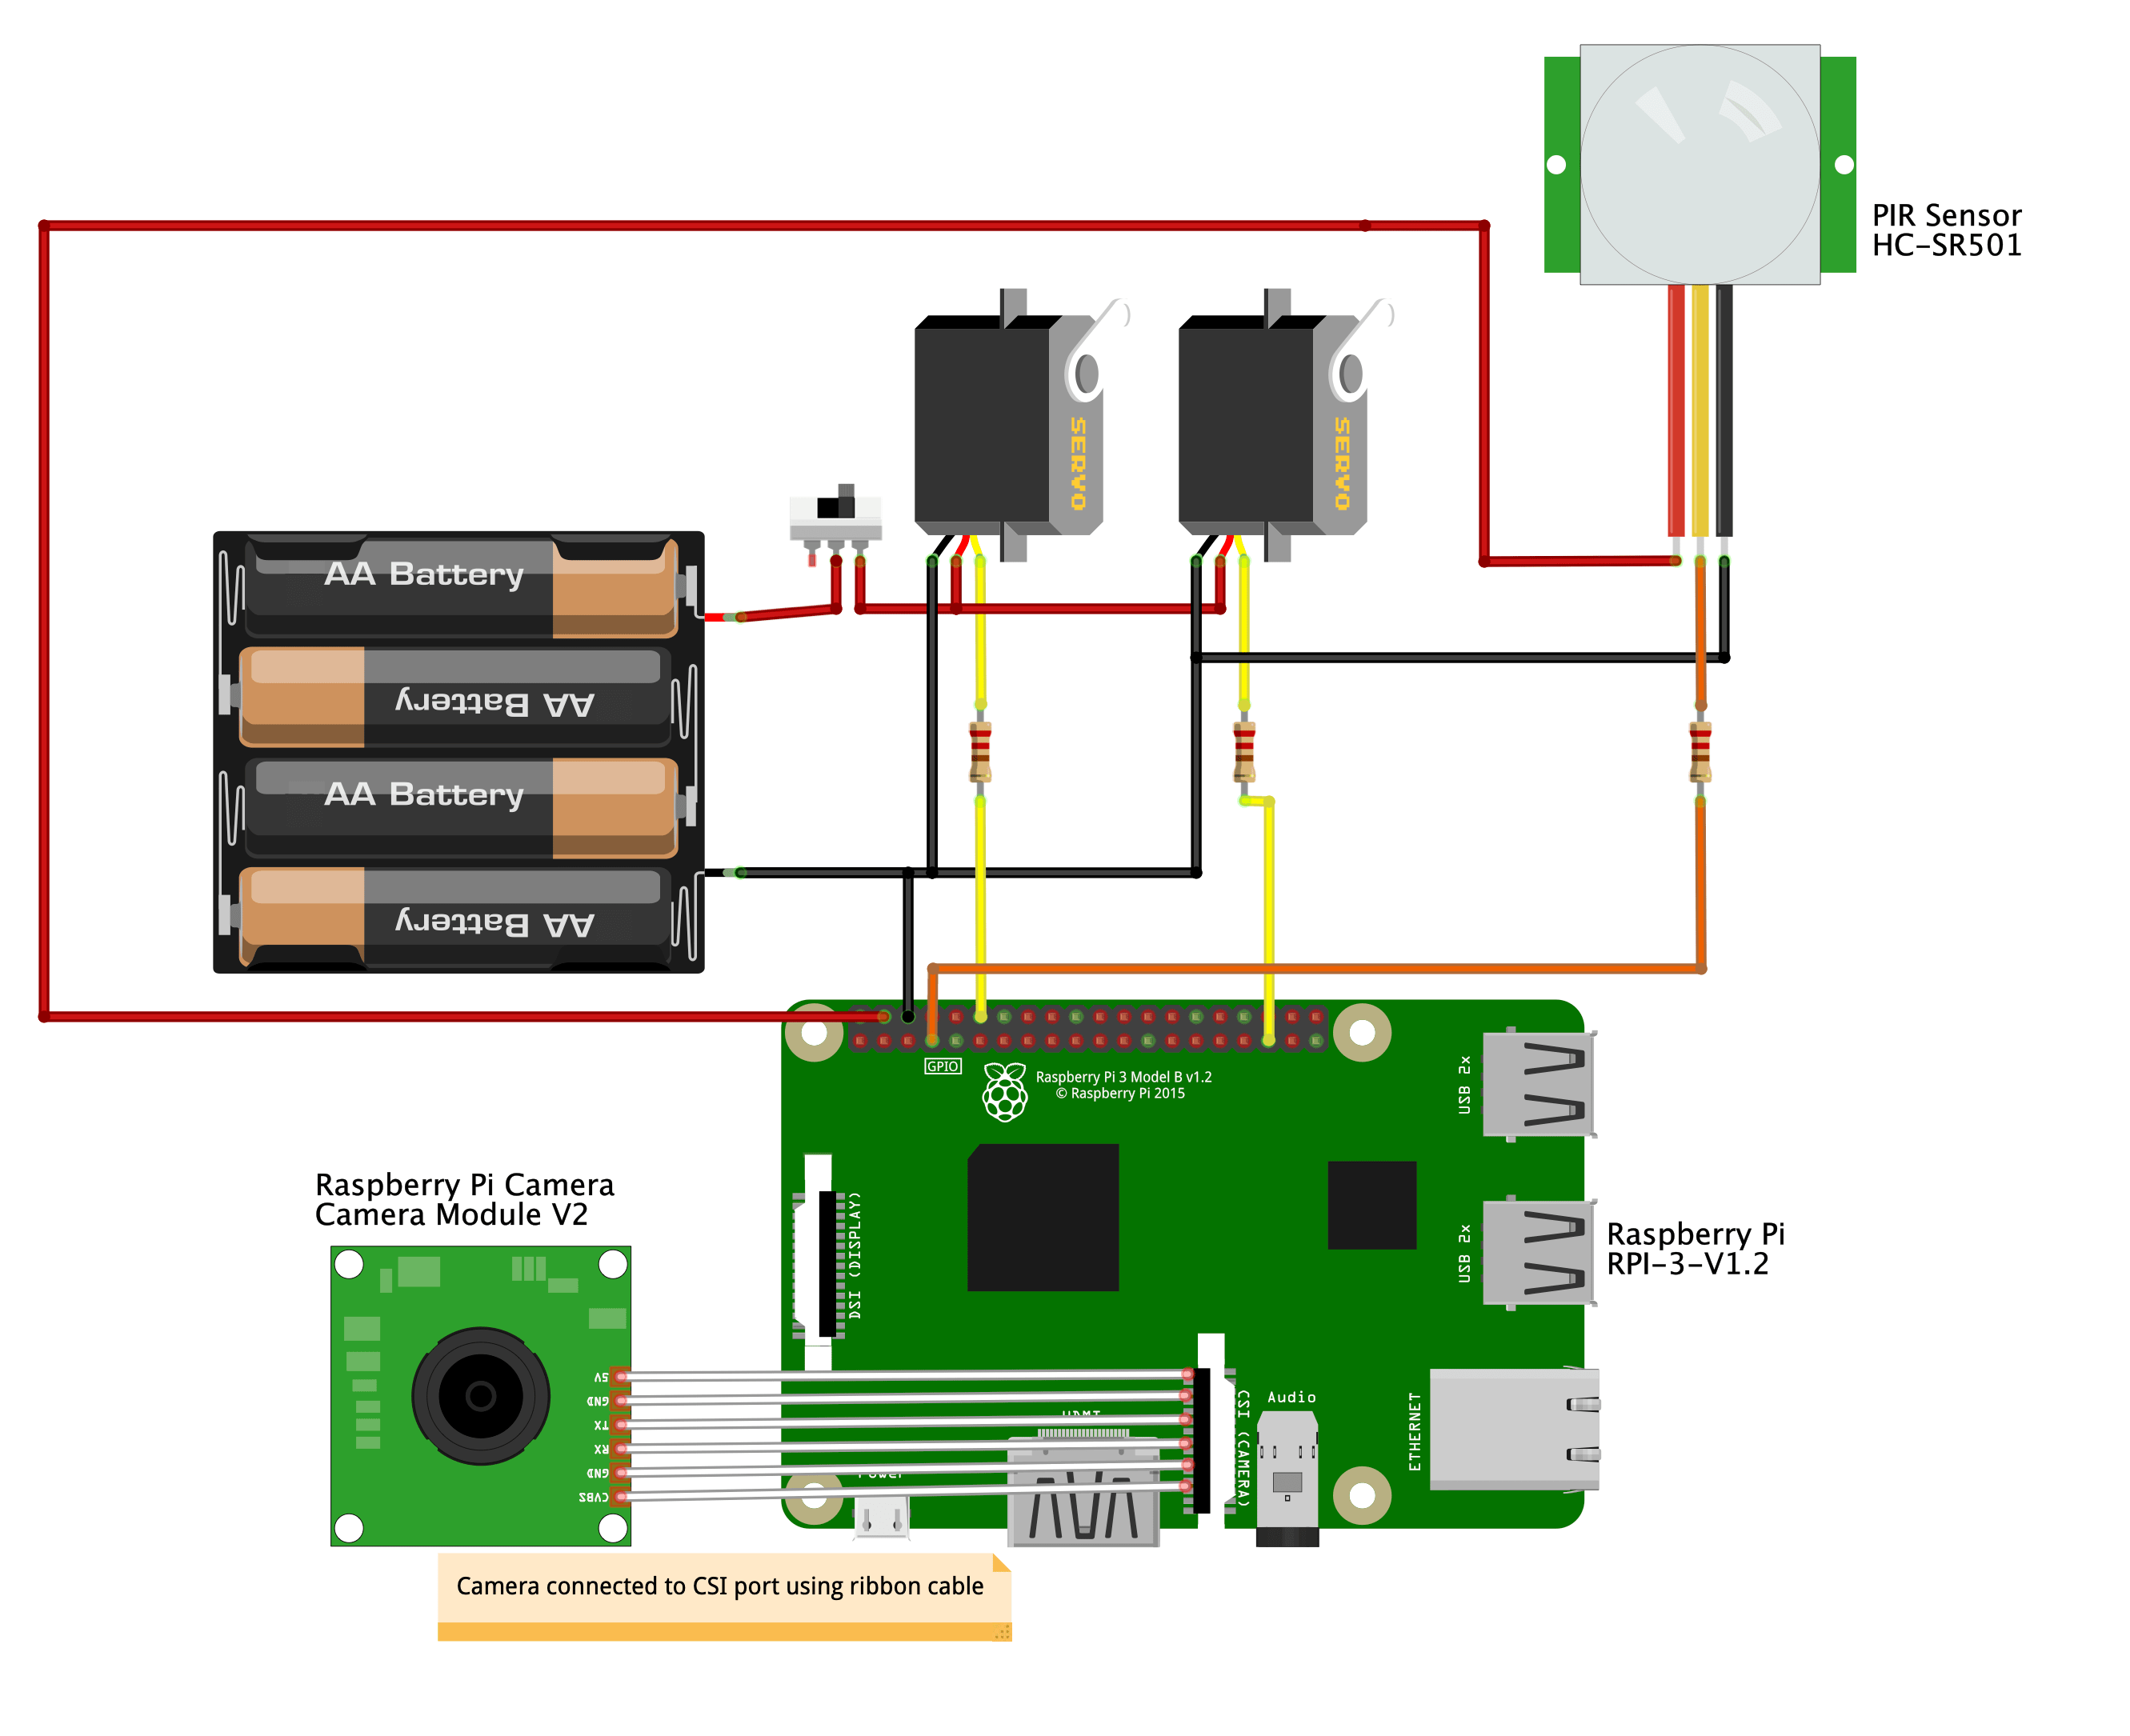 PIR Sensor
HC-SR501
SERVO
SERVO
AA Battery
AA Battery
AA Battery
AA Battery
GPIO
Raspberry Pi 3 Model B v1.2
© Raspberry Pi 2015
USB 2x
USB 2x
DSI (DISPLAY)
Raspberry Pi Camera
Camera Module V2
Raspberry Pi
RPI-3-V1.2
5V
GND
TX
RX
GND
CVBS
HDMI
Power
CSI (CAMERA)
Audio
ETHERNET
Camera connected to CSI port using ribbon cable